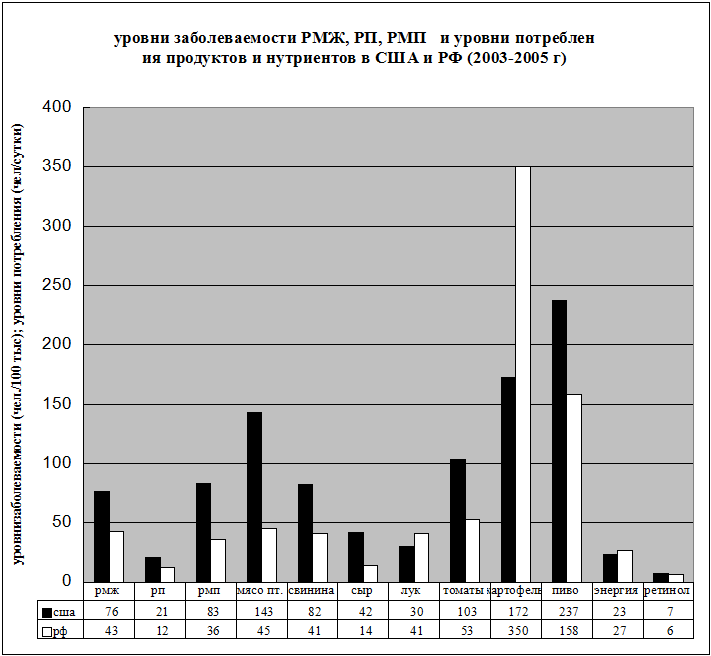 уровни заболеваемости РМЖ, РП, РМП и уровни потреблен
ия продуктов и нутриентов в США и РФ (2003-2005 г)
уровнизаболеваемости (чел./100 тыс); уровни потребления (чел/сутки)
400
350
300
250
200
150
100
50
0
рмж рп рмп мясо пт. свинина сыр лук томаты картофель пиво энергия ретинол
сша 76 21 83 143 82 42 30 103 172 237 23 7
рф 43 12 36 45 41 14 41 53 350 158 27 6